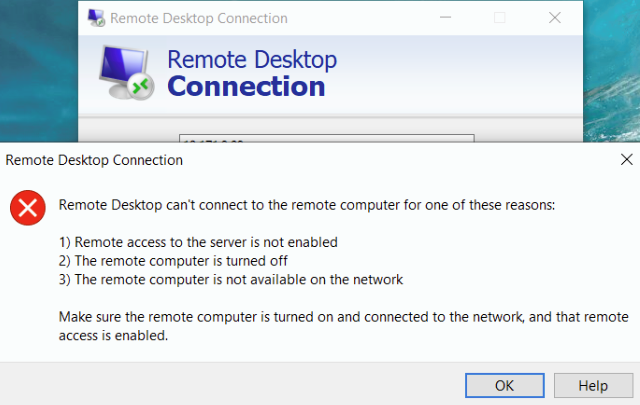 Remote Desktop Connection
Remote Desktop
Connection
Remote Desktop Connection
Remote Desktop can't connect to the remote computer for one of these reasons:
1) Remote access to the server is not enabled
2) The remote computer is turned off
3) The remote computer is not available on the network
Make sure the remote computer is turned on and connected to the network, and that remote
access is enabled.
OK
Help